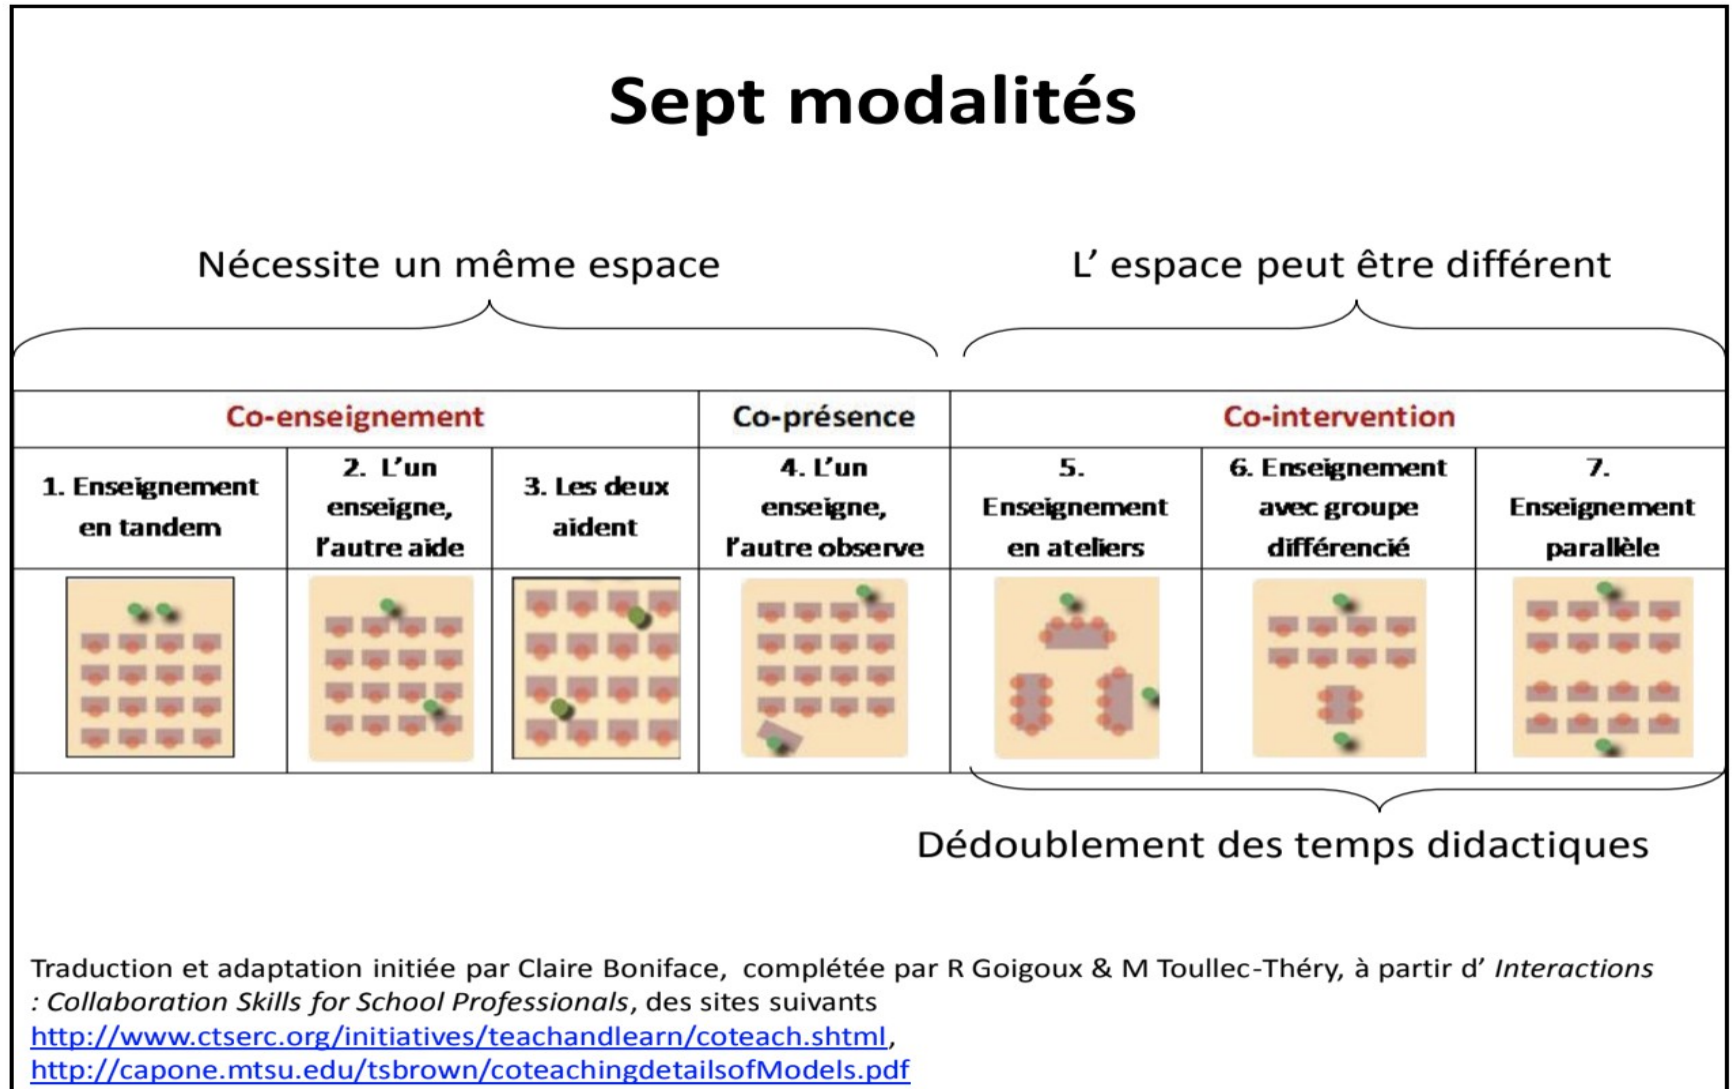 Sept modalités
Nécessite un même espace
L’ espace peut être différent
Co-enseignement
Co-présence
Co-intervention
1. Enseignement
en tandem
2. L’un
enseigne,
l’autre aide
3. Les deux
aident
4. L’un
enseigne,
l’autre observe
5.
Enseignement
en ateliers
6. Enseignement
avec groupe
différencié
7.
Enseignement
parallèle
Dédoublement des temps didactiques
Traduction et adaptation initiée par Claire Boniface, complétée par R Goigoux & M Toullec-Théry, à partir d’ Interactions
: Collaboration Skills for School Professionals, des sites suivants
http://www.ctserc.org/initiatives/teachandlearn/coteach.shtml,
http://capone.mtsu.edu/tsbrown/coteachingdetailsofModels.pdf